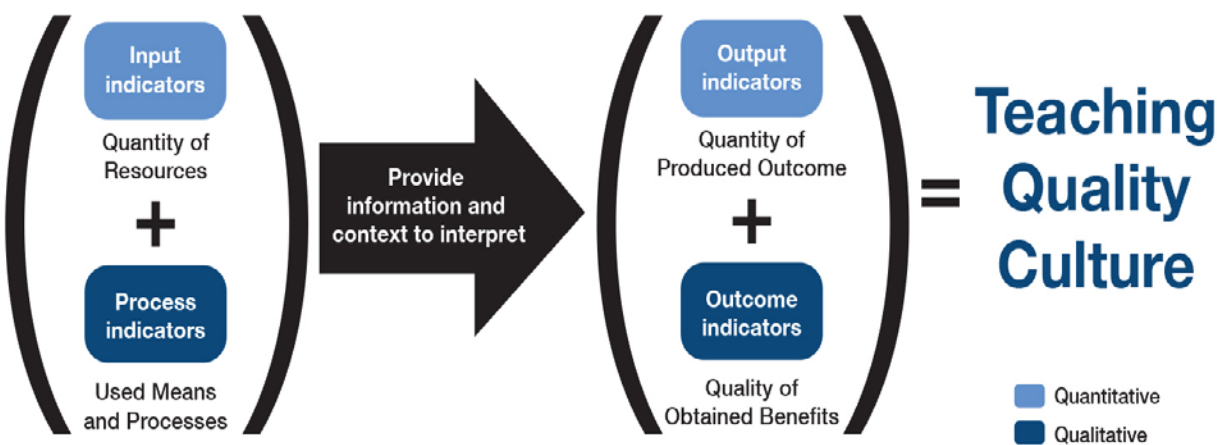 Input
indicators
Quantity of
Resources
+
Process
indicators
Used Means
and Processes
Provide
information and
context to interpret
Output
indicators
Quantity of
Produced Outcome
+
Outcome
indicators
Quality of
Obtained Benefits
=
Teaching
Quality
Culture
Quantitative
Qualitative